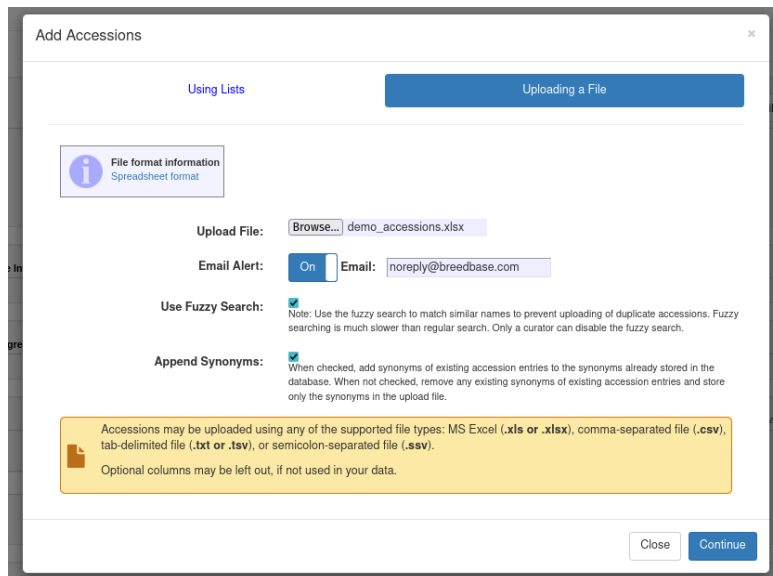 Add Accessions
×
Using Lists
Uploading a File
File format information
Spreadsheet format
Upload File:
Browse... demo_accessions.xlsx
Email Alert:
On
Email: noreply@breedbase.com
Use Fuzzy Search:
Note: Use the fuzzy search to match similar names to prevent uploading of duplicate accessions. Fuzzy
searching is much slower than regular search. Only a curator can disable the fuzzy search.
Append Synonyms:
When checked, add synonyms of existing accession entries to the synonyms already stored in the
database. When not checked, remove any existing synonyms of existing accession entries and store
only the synonyms in the upload file.
Accessions may be uploaded using any of the supported file types: MS Excel (.xls or .xlsx), comma-separated file (.csv),
tab-delimited file (.txt or .tsv), or semicolon-separated file (.ssv).
Optional columns may be left out, if not used in your data.
Close
Continue